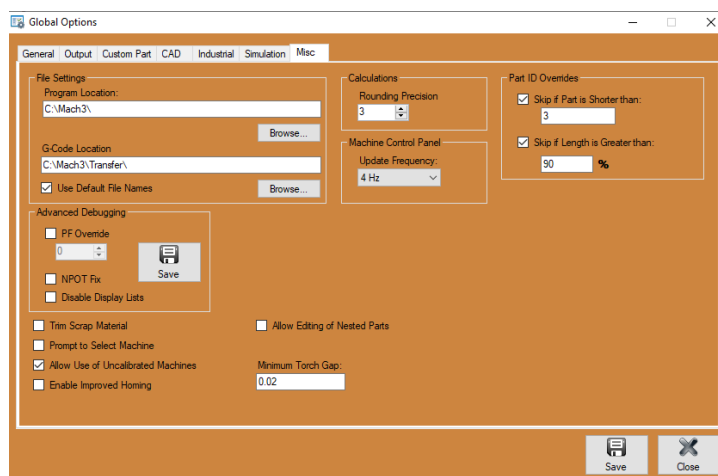 Global Options
General Output Custom Part CAD Industrial Simulation Misc
File Settings
Program Location:
C:\Mach3\
Browse...
G-Code Location
C:\Mach3\Transfer\
Use Default File Names
Browse...
Calculations
Rounding Precision
3
Machine Control Panel
Update Frequency:
4 Hz
Part ID Overrides
Skip if Part is Shorter than:
3
Skip if Length is Greater than:
90 %
Advanced Debugging
PF Override
0
NPOT Fix
Disable Display Lists
Save
Trim Scrap Material
Prompt to Select Machine
Allow Use of Uncalibrated Machines
Enable Improved Homing
Allow Editing of Nested Parts
Minimum Torch Gap:
0.02
Save
Close